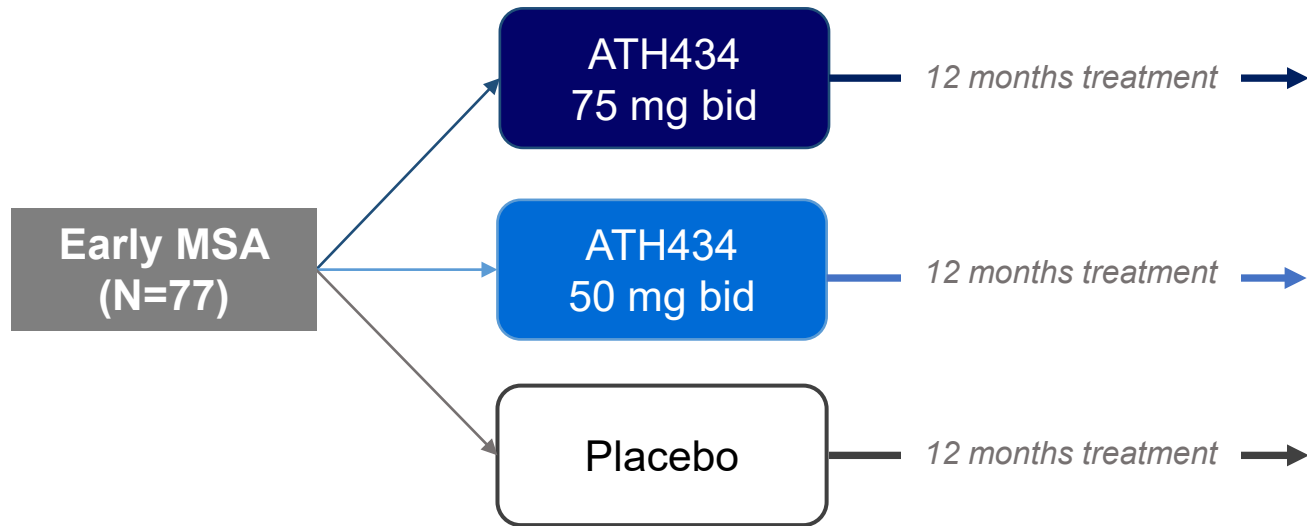 ATH434
75 mg bid
12 months treatment
Early MSA
(N=77)
ATH434
50 mg bid
12 months treatment
Placebo
12 months treatment